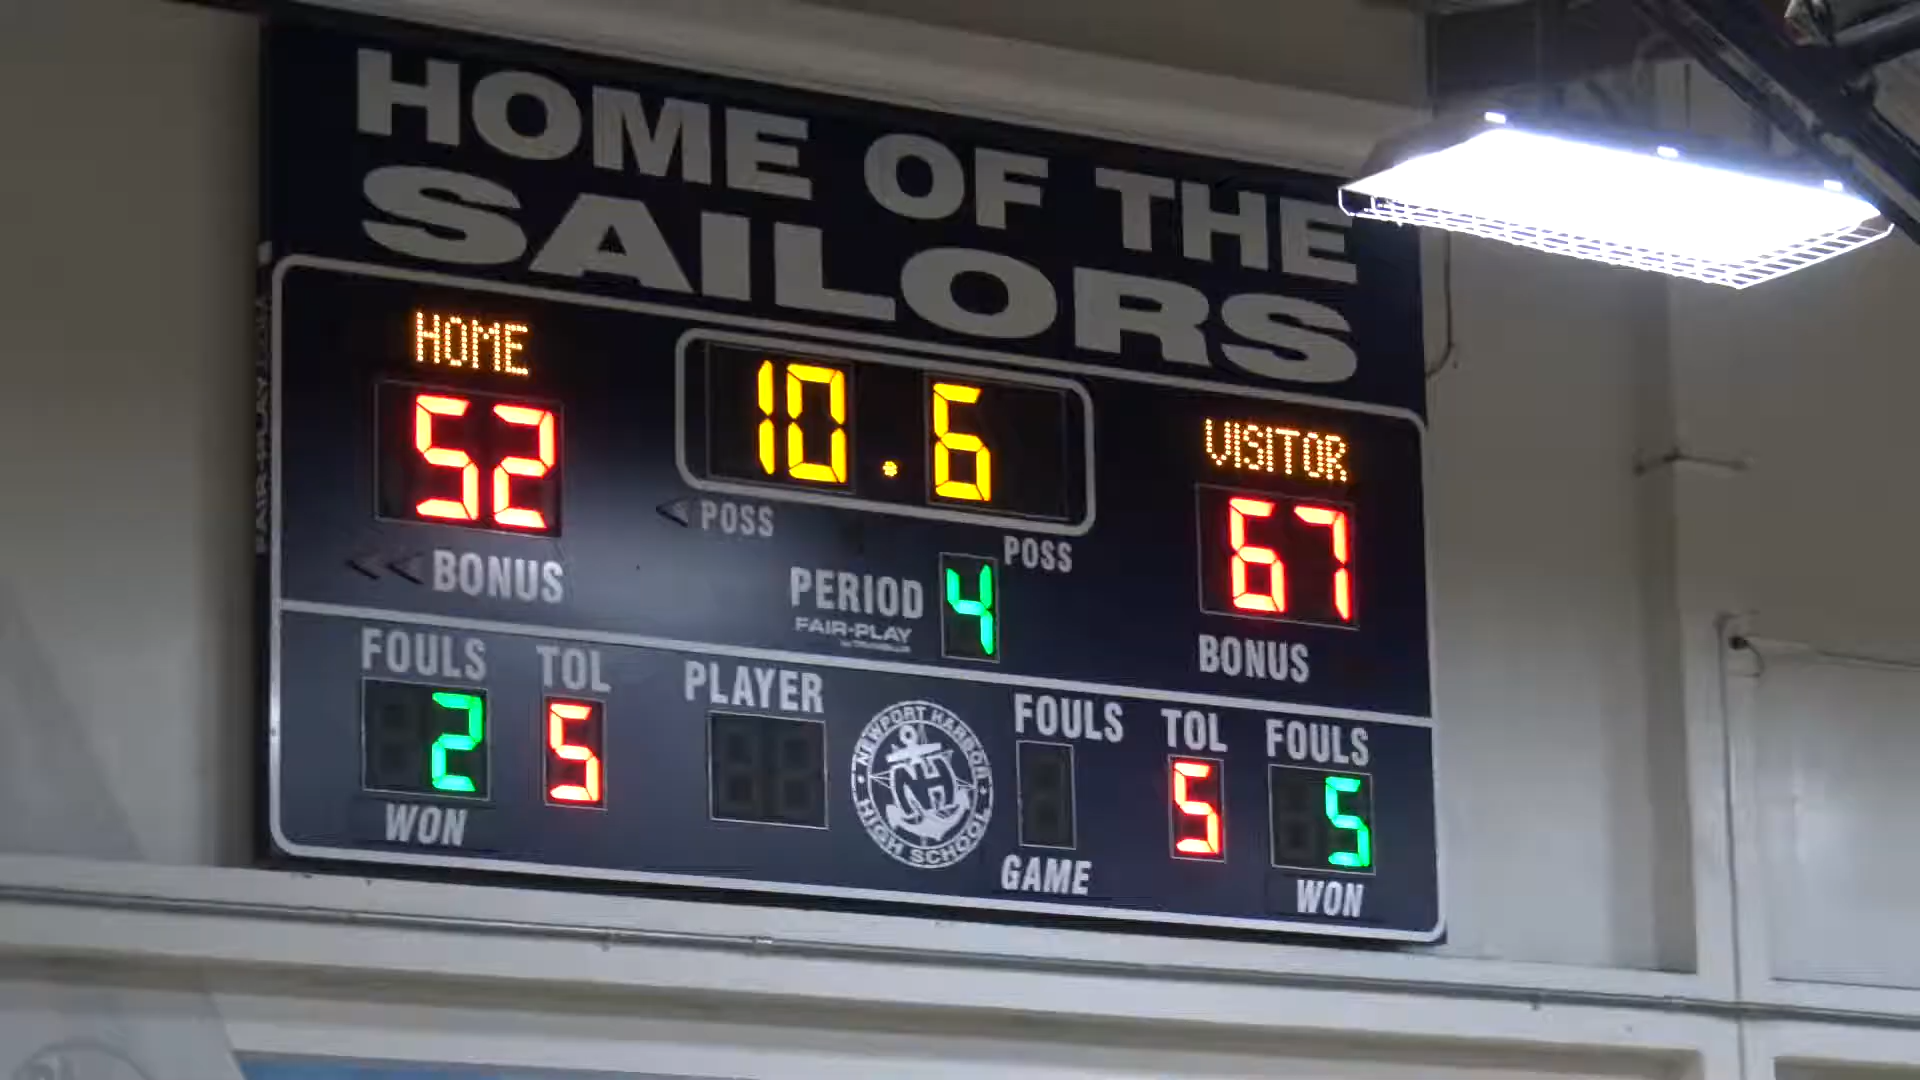 HOME OF THE
SAILORS
HOME
10.6
VISITOR
52
67
POSS
POSS
BONUS
PERIOD 4
BONUS
FAIR-PLAY
FOULS
TOL
PLAYER
FOULS
TOL
FOULS
2
5
5
5
WON
GAME
WON
NEWPORT HARBOR
NH
HIGH SCHOOL